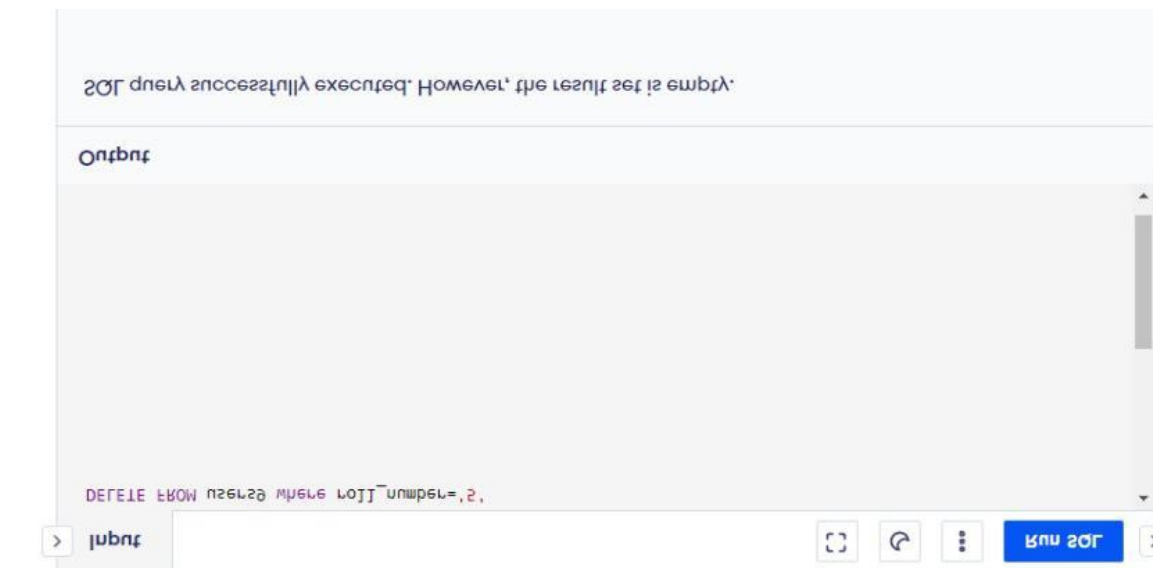 Input
Run SQL
DELETE FROM users9 where roll_number='5'
Output
SQL query successfully executed. However, the result set is empty.